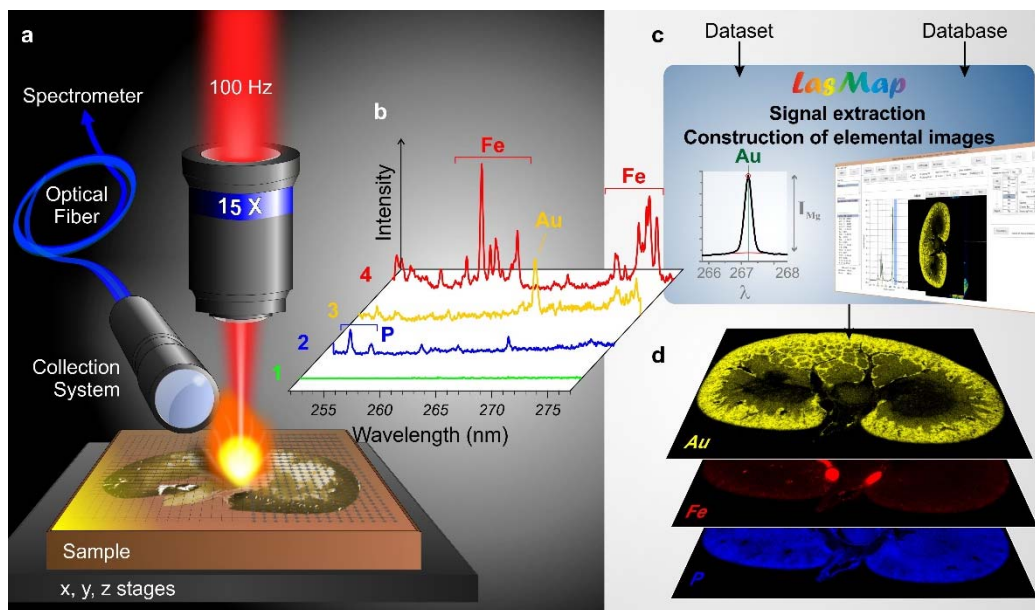 a
100 Hz
Spectrometer
Optical
Fiber
15 X
Collection
System
Sample
x, y, z stages
b
Intensity
Fe
Fe
Au
4
3
2
P
1
255
260
265
270
275
Wavelength (nm)
c
Dataset
Database
LasMap
Signal extraction
Construction of elemental images
Au
I Mg
266
267
268
λ
d
Au
Fe
P